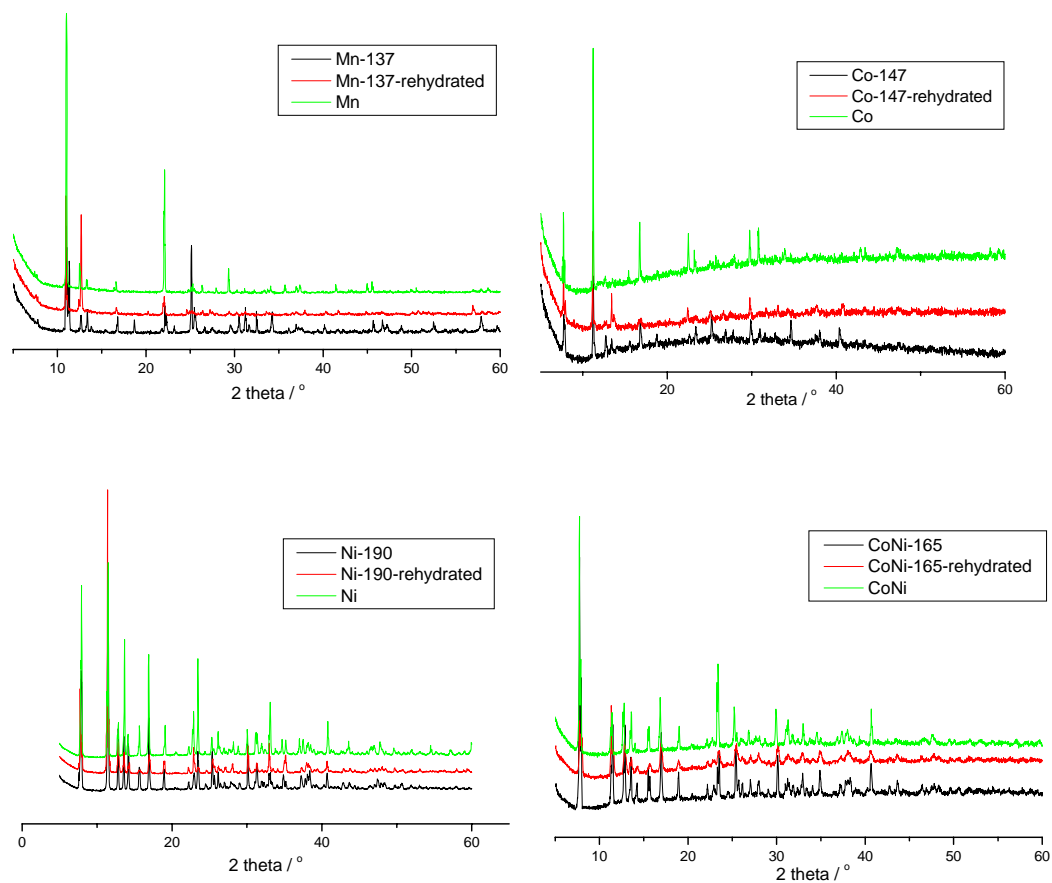 Mn-137
Mn-137-rehydrated
Mn
10 20 30 40 50 60
2 theta / °
Co-147
Co-147-rehydrated
Co
20 40 60
2 theta / °
Ni-190
Ni-190-rehydrated
Ni
0 20 40
2 theta / °
CoNi-165
CoNi-165-rehydrated
CoNi
10 20 30 40 50 60
2 theta / °